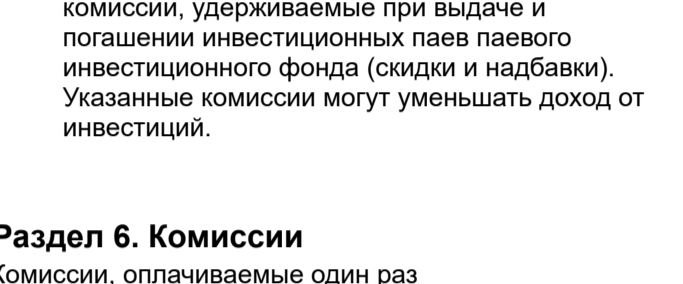 комиссии, удерживаемые при выдаче и
погашении инвестиционных паев паевого
инвестиционного фонда (скидки и надбавки).
Указанные комиссии могут уменьшать доход от
инвестиций.
Раздел 6. Комиссии
Комиссии, оплачиваемые один раз